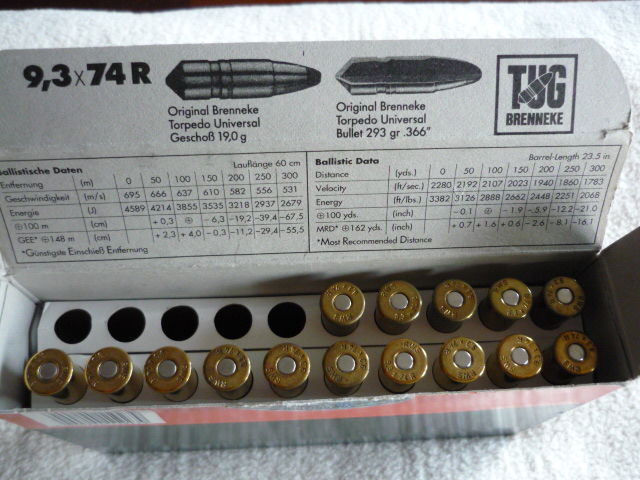 9,3x74R
Original Brenneke
Torpedo Universal
Geschoß 19,0g
Original Brenneke
Torpedo Universal
Bullet 293 gr .366"
TUG
BRENNEKE
Ballistische Daten Lauflänge 60 cm
Entfernung (m) 0 50 100 150 200 250 300
Geschwindigkeit (m/s) 695 666 637 610 582 556 531
Energie (J) 4589 4214 3855 3535 3218 2937 2679
⊕100 m (cm) +0,3 ⊕ -6,3 -19,2 -39,4 -67,5
GEE* ⊕148 m (cm) +2,3 +4,0 -0,3 -11,2 -29,4 -55,5
*Günstigste Einschieß Entfernung
Ballistic Data Barrel-Length 23.5 in
Distance (yds.) 0 50 100 150 200 250 300
Velocity (ft/sec.) 2280 2192 2107 2023 1940 1860 1783
Energy (ft/lbs.) 3382 3126 2888 2662 2448 2251 2068
⊕100 yds. (inch) -0.1 ⊕ -1.9 -5.9 -12.2 -21.0
MRD* ⊕162 yds. (inch) +0.7 +1.6 +0.6 -2.6 -8.1 -16.1
*Most Recommended Distance